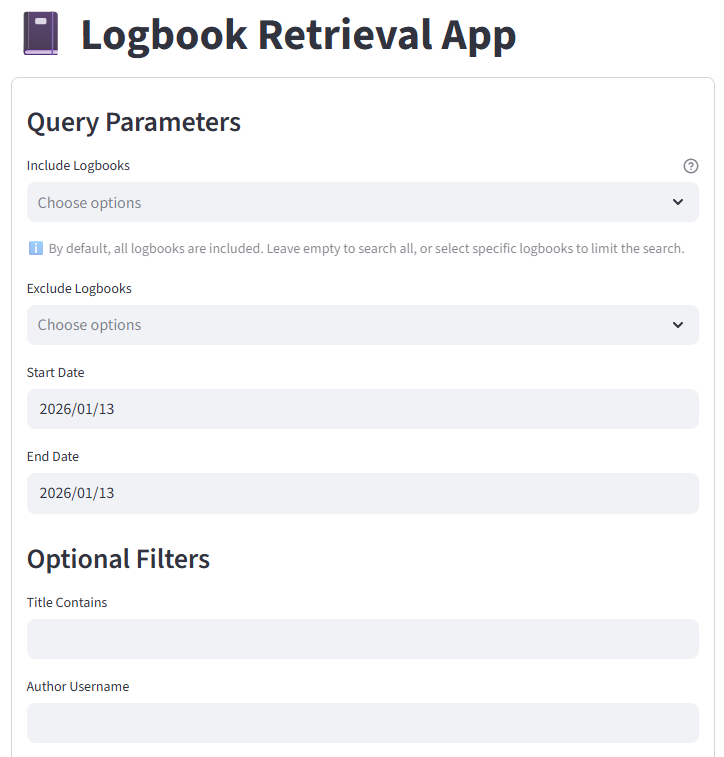 Logbook Retrieval App
Query Parameters
Include Logbooks
Choose options
By default, all logbooks are included. Leave empty to search all, or select specific logbooks to limit the search.
Exclude Logbooks
Choose options
Start Date
2026/01/13
End Date
2026/01/13
Optional Filters
Title Contains
Author Username